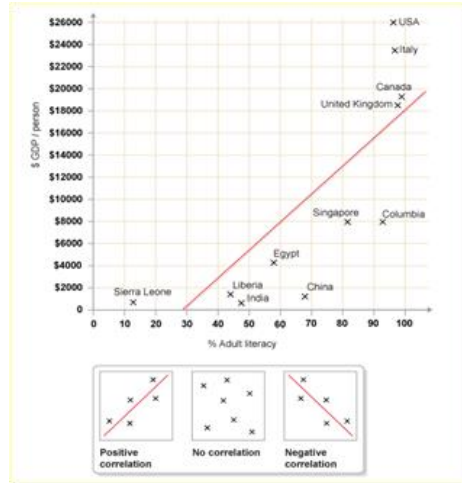 $26000
USA
$24000
Italy
$22000
$20000
Canada
$18000
United Kingdom
$16000
$ GDP / person
$14000
$12000
$10000
$8000
Singapore
Columbia
$6000
Egypt
$4000
$2000
Sierra Leone
Liberia
India
China
0
0 10 20 30 40 50 60 70 80 90 100
% Adult literacy
Positive correlation
No correlation
Negative correlation